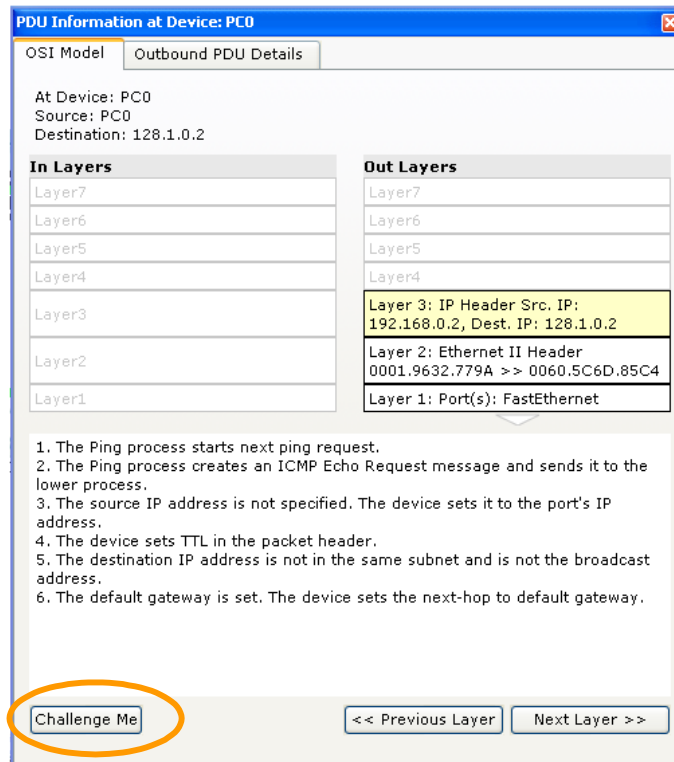 PDU Information at Device: PC0
OSI Model
Outbound PDU Details
At Device: PC0
Source: PC0
Destination: 128.1.0.2
In Layers
Out Layers
Layer7
Layer7
Layer6
Layer6
Layer5
Layer5
Layer4
Layer4
Layer3
Layer 3: IP Header Src. IP:
192.168.0.2, Dest. IP: 128.1.0.2
Layer2
Layer 2: Ethernet II Header
0001.9632.779A >> 0060.5C6D.85C4
Layer1
Layer 1: Port(s): FastEthernet
1. The Ping process starts next ping request.
2. The Ping process creates an ICMP Echo Request message and sends it to the
lower process.
3. The source IP address is not specified. The device sets it to the port's IP
address.
4. The device sets TTL in the packet header.
5. The destination IP address is not in the same subnet and is not the broadcast
address.
6. The default gateway is set. The device sets the next-hop to default gateway.
Challenge Me
<< Previous Layer
Next Layer >>